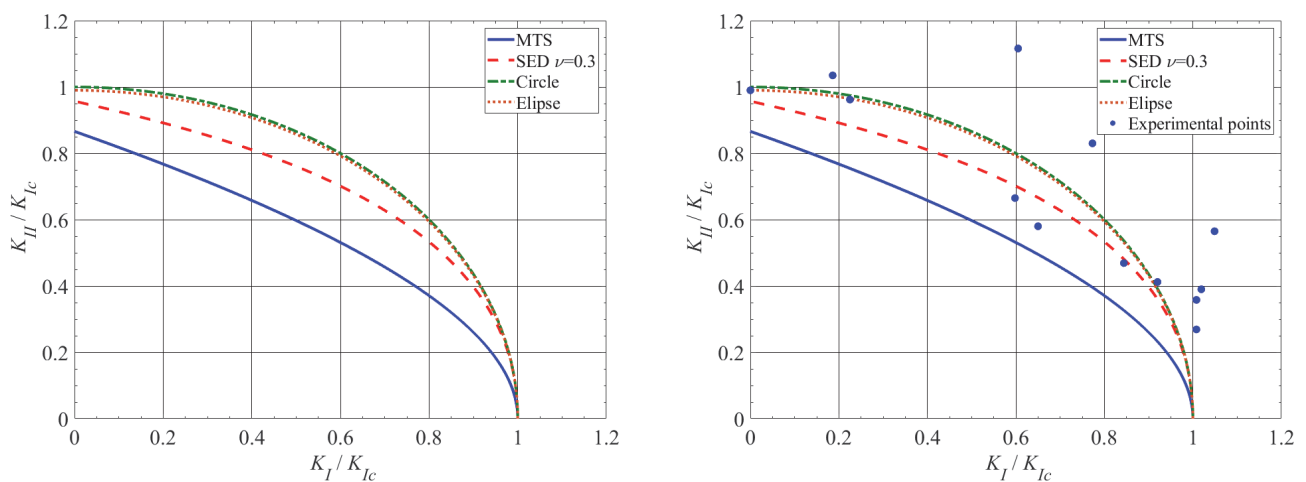 1.2
1
0.8
0.6
0.4
0.2
0
0 0.2 0.4 0.6 0.8 1 1.2
K_I / K_Ic
K_II / K_Ic
MTS
SED ν=0.3
Circle
Elipse
1.2
1
0.8
0.6
0.4
0.2
0
0 0.2 0.4 0.6 0.8 1 1.2
K_I / K_Ic
K_II / K_Ic
MTS
SED ν=0.3
Circle
Elipse
Experimental points